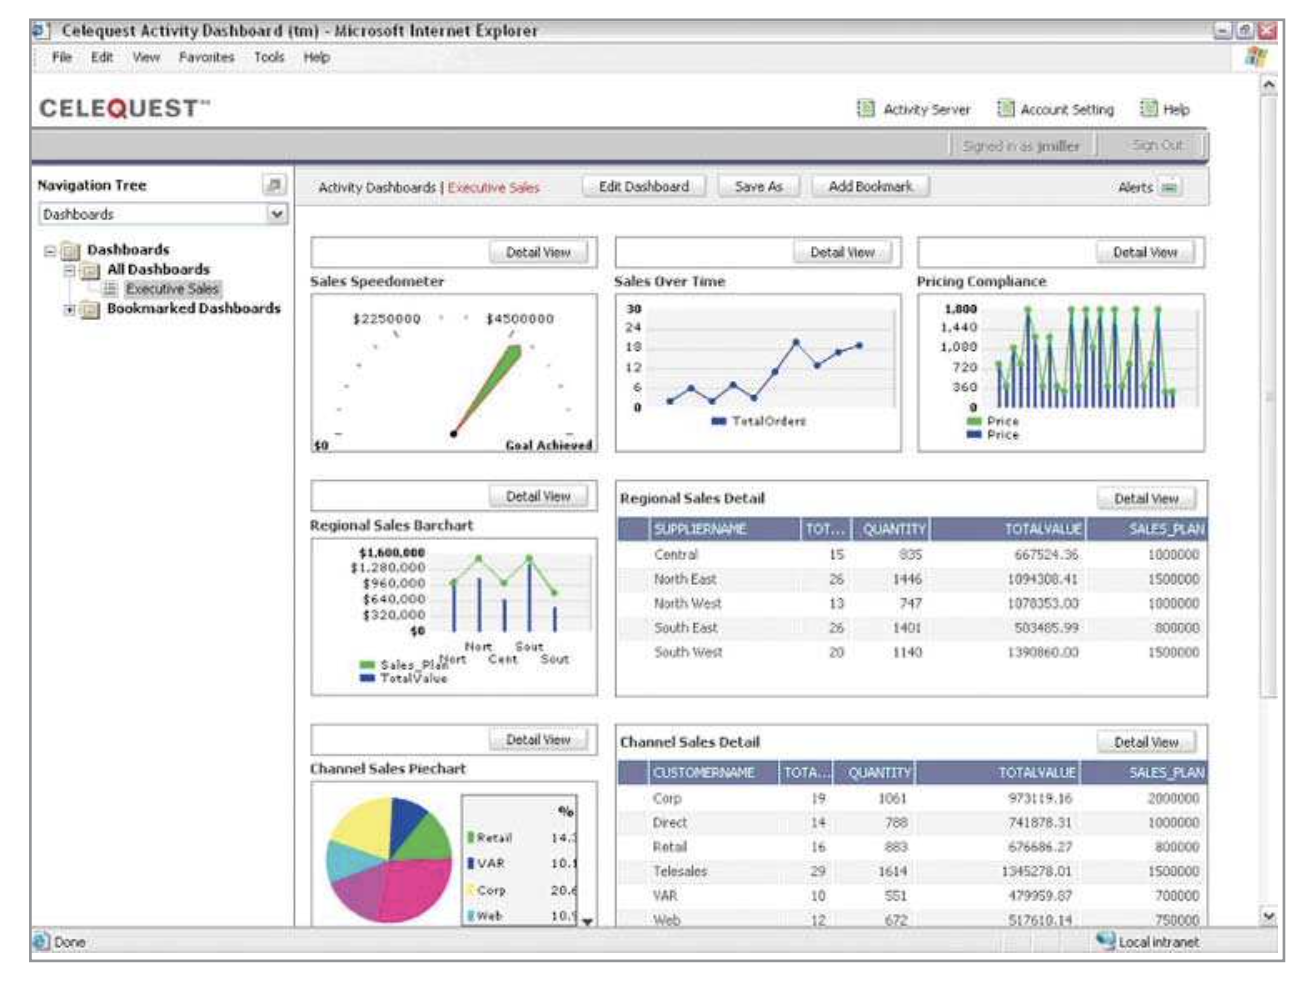 Celequest Activity Dashboard (tm) - Microsoft Internet Explorer
File Edit View Favorites Tools Help
CELEQUEST™
Activity Server Account Setting Help
Signed in as jmiller Sign Out
Navigation Tree
Dashboards
Dashboards
All Dashboards
Executive Sales
Bookmarked Dashboards
Activity Dashboards | Executive Sales Edit Dashboard Save As Add Bookmark Alerts
Detail View
Sales Speedometer
$2250000 $4500000
$0 Goal Achieved
Detail View
Sales Over Time
30
24
18
12
6
0
TotalOrders
Detail View
Pricing Compliance
1,800
1,440
1,080
720
360
0
Price
Price
Detail View
Regional Sales Barchart
$1,600,000
$1,280,000
$960,000
$640,000
$320,000
$0
Nort Sout
Nort Cent Sout
Sales_Plan
TotalValue
Regional Sales Detail Detail View
SUPPLIERNAME TOT... QUANTITY TOTALVALUE SALES_PLAN
Central 15 835 667524.36 1000000
North East 26 1446 1094308.41 1500000
North West 13 747 1078353.00 1000000
South East 26 1401 503485.99 800000
South West 20 1140 1390860.00 1500000
Detail View
Channel Sales Piechart
%
Retail 14.3
VAR 10.1
Corp 20.6
Web 10.9
Channel Sales Detail Detail View
CUSTOMERNAME TOTA... QUANTITY TOTALVALUE SALES_PLAN
Corp 19 1061 973119.16 2000000
Direct 14 788 741878.31 1000000
Retail 16 883 676686.27 800000
Telesales 29 1614 1345278.01 1500000
VAR 10 551 479959.87 700000
Web 12 672 517610.14 750000
Done Local intranet